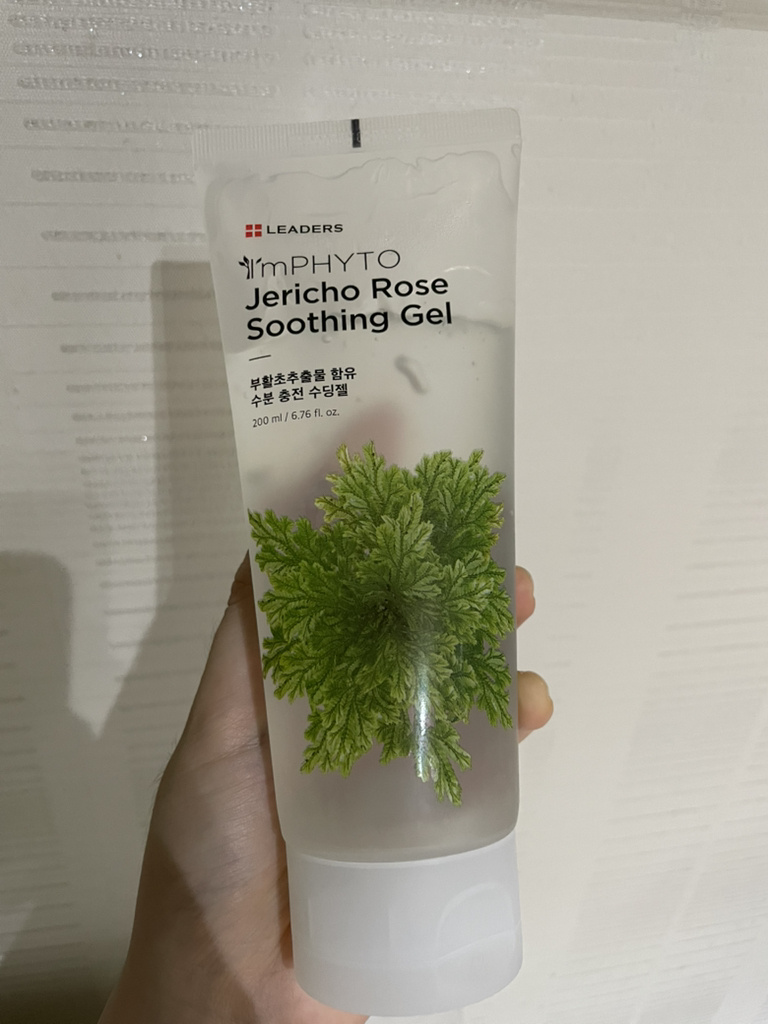 LEADERS
I'mPHYTO
Jericho Rose
Soothing Gel
부활초추출물 함유
수분 충전 수딩젤
200 ml / 6.76 fl. oz.